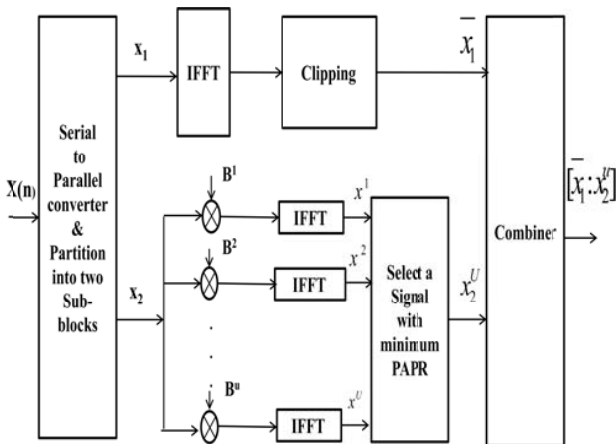 X(n)
Serial
to
Parallel
converter
&
Partition
into two
Sub-
blocks
x₁
IFFT
Clipping
x̅₁
x₂
B¹
IFFT
x¹
B²
IFFT
x²
.
.
.
Bᵘ
IFFT
xᵁ
Select a
Signal
with
minimum
PAPR
x₂ᵁ
Combiner
[x̅₁:x₂ᵘ]